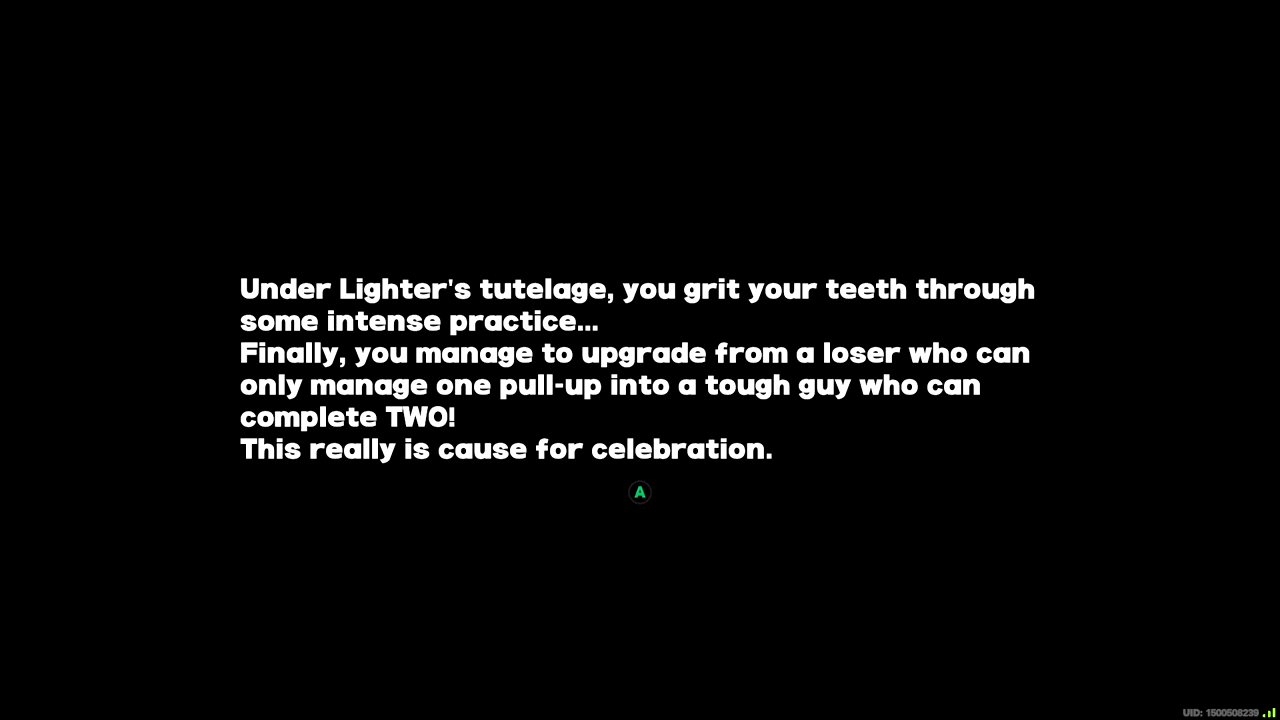 Under Lighter's tutelage, you grit your teeth through
some intense practice...
Finally, you manage to upgrade from a loser who can
only manage one pull-up into a tough guy who can
complete TWO!
This really is cause for celebration.
A
UID: 1500508239